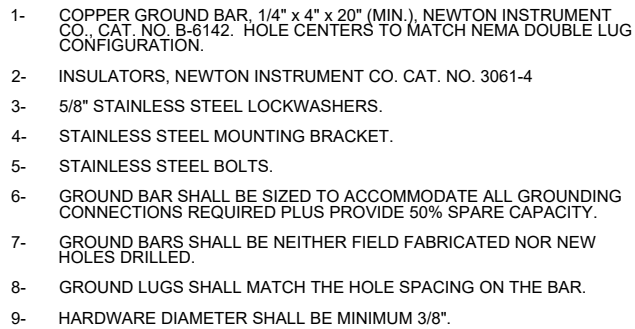 1- COPPER GROUND BAR, 1/4" x 4" x 20" (MIN.), NEWTON INSTRUMENT
CO., CAT. NO. B-6142. HOLE CENTERS TO MATCH NEMA DOUBLE LUG
CONFIGURATION.
2- INSULATORS, NEWTON INSTRUMENT CO. CAT. NO. 3061-4
3- 5/8" STAINLESS STEEL LOCKWASHERS.
4- STAINLESS STEEL MOUNTING BRACKET.
5- STAINLESS STEEL BOLTS.
6- GROUND BAR SHALL BE SIZED TO ACCOMMODATE ALL GROUNDING
CONNECTIONS REQUIRED PLUS PROVIDE 50% SPARE CAPACITY.
7- GROUND BARS SHALL BE NEITHER FIELD FABRICATED NOR NEW
HOLES DRILLED.
8- GROUND LUGS SHALL MATCH THE HOLE SPACING ON THE BAR.
9- HARDWARE DIAMETER SHALL BE MINIMUM 3/8".